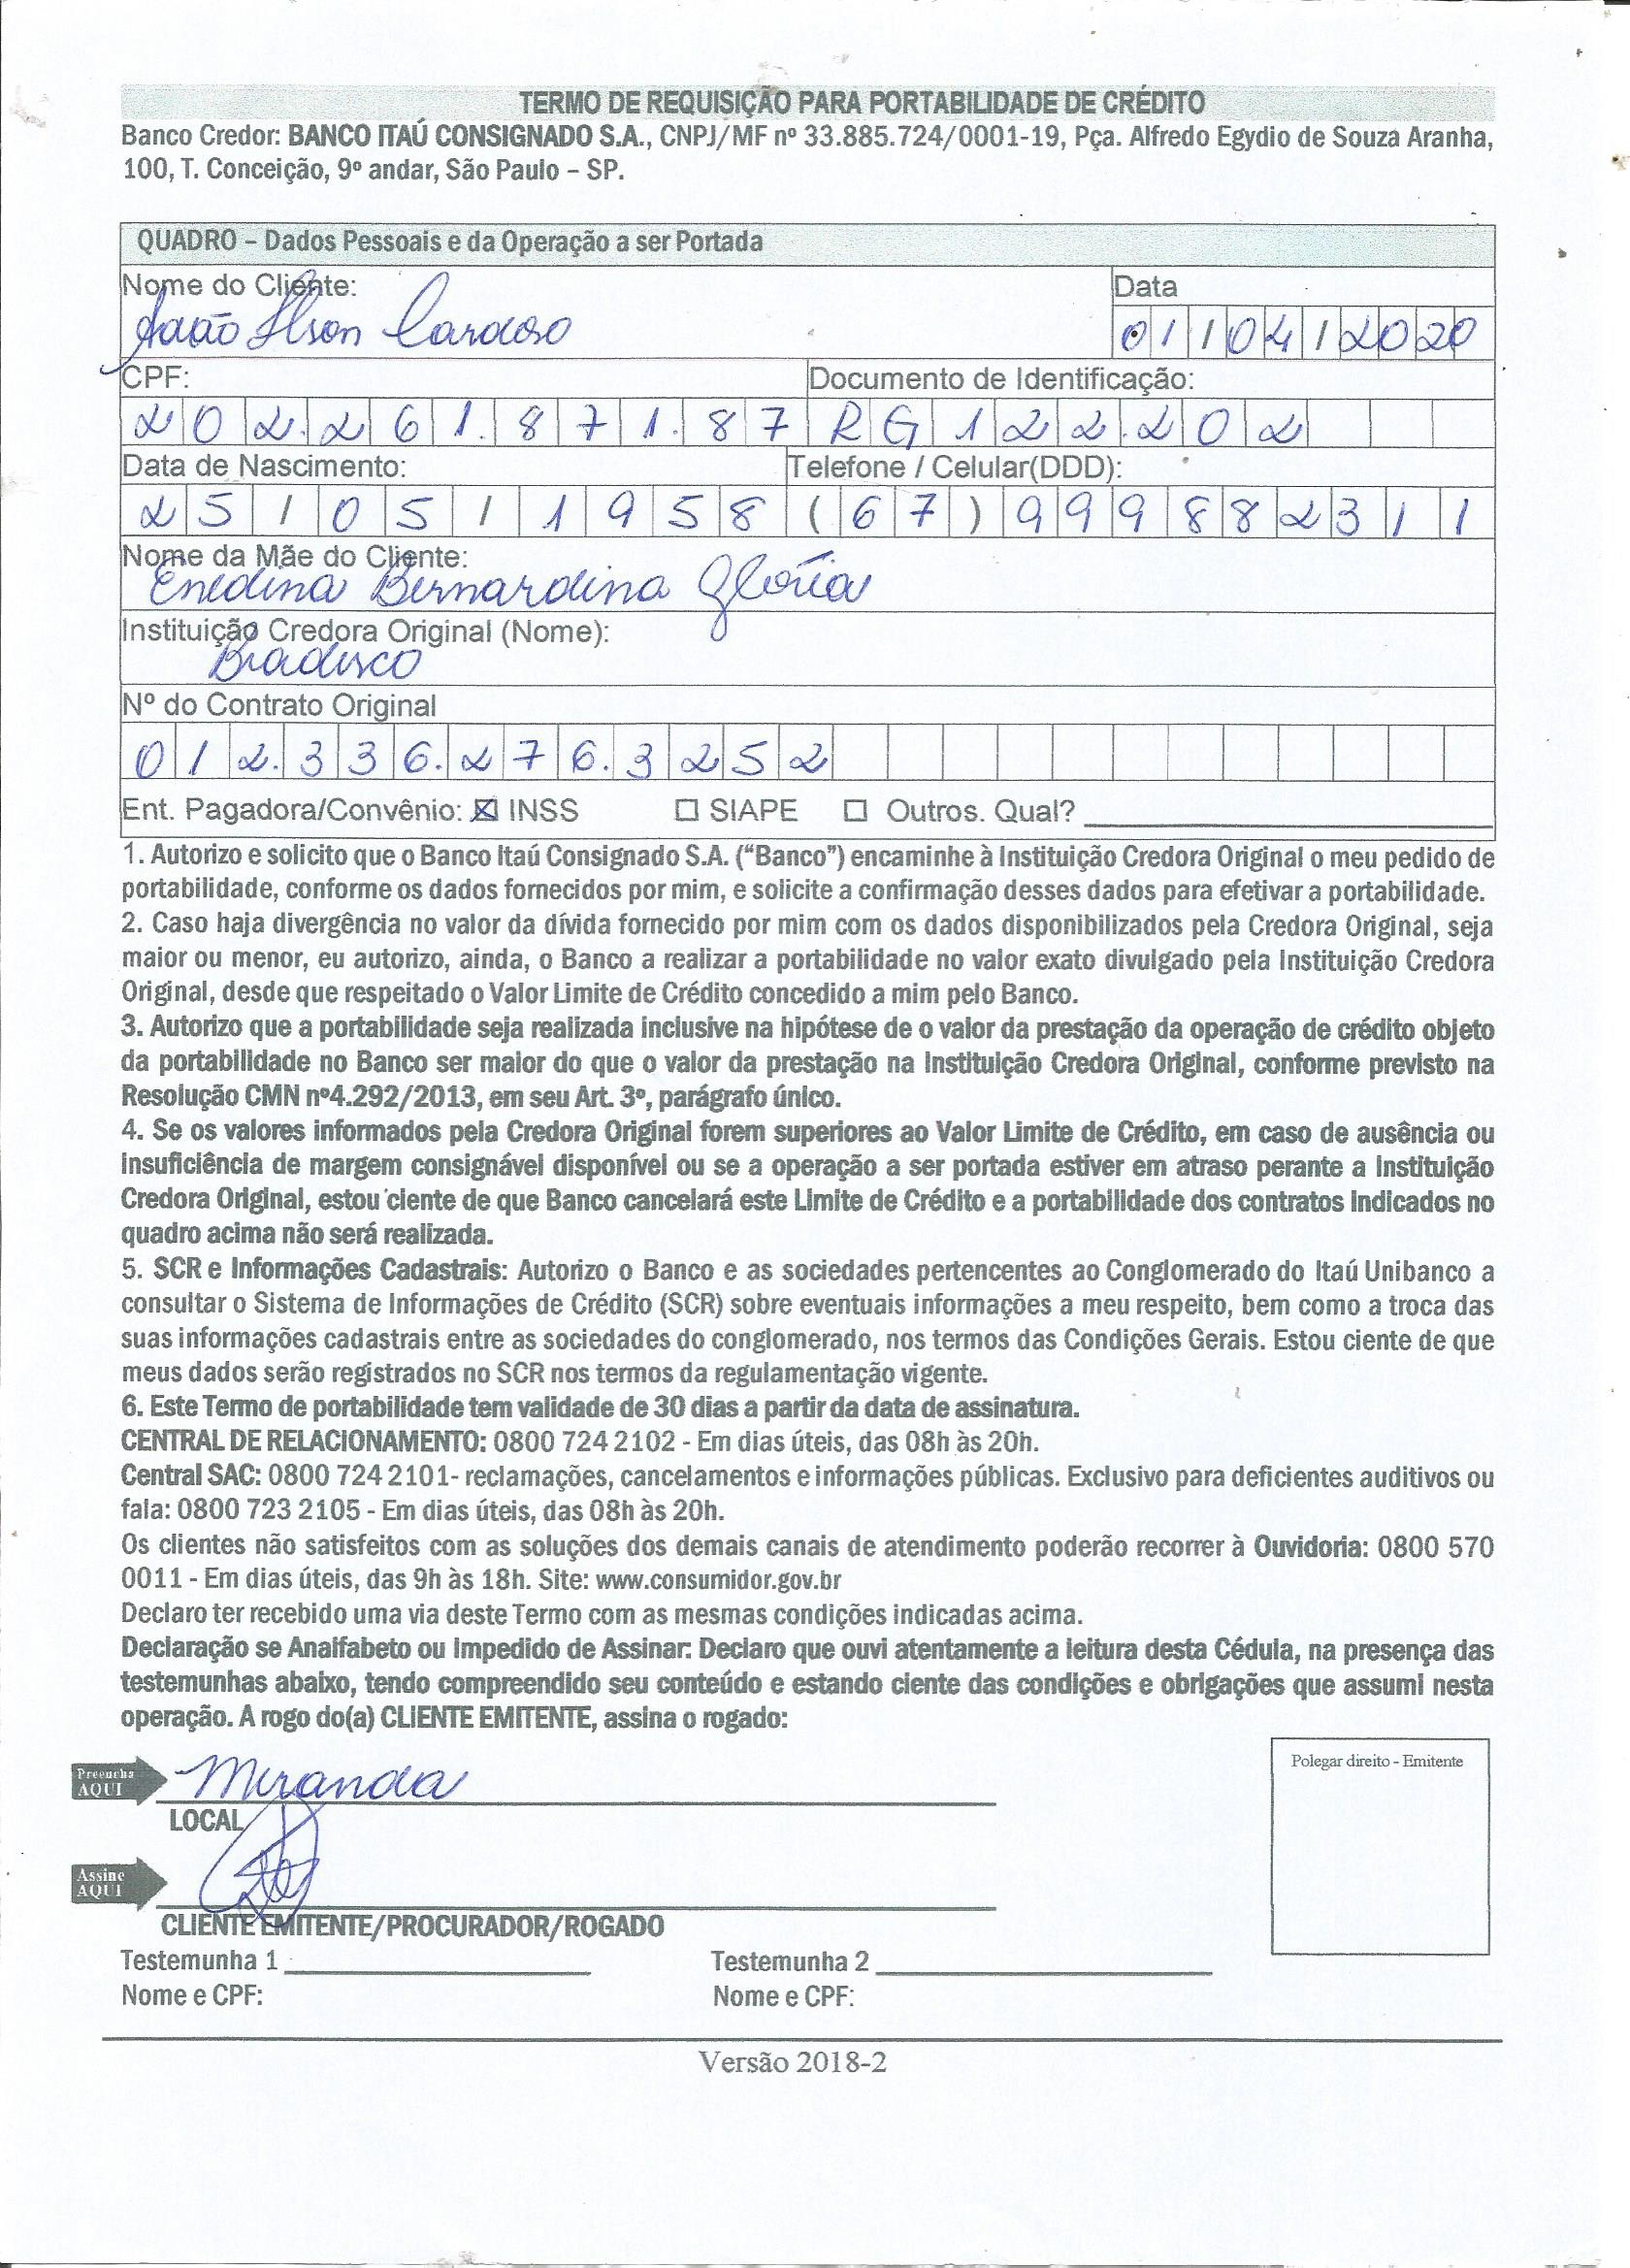 TERMO DE REQUISIÇÃO PARA PORTABILIDADE DE CRÉDITO
Banco Credor: BANCO ITAÚ CONSIGNADO S.A., CNPJ/MF nº 33.885.724/0001-19, Pça. Alfredo Egydio de Souza Aranha,
100, T. Conceição, 9º andar, São Paulo – SP.
QUADRO – Dados Pessoais e da Operação a ser Portada
Nome do Cliente: Data
Adão Ilson Cardoso 01/04/2020
CPF: Documento de Identificação:
202.261.871.87 RG 122.202
Data de Nascimento: Telefone / Celular(DDD):
25/05/1958 (67) 999882311
Nome da Mãe do Cliente:
Enedina Bernardina Glória
Instituição Credora Original (Nome):
Bradesco
Nº do Contrato Original
012.336.276.3252
Ent. Pagadora/Convênio: ☒ INSS ☐ SIAPE ☐ Outros. Qual?
1. Autorizo e solicito que o Banco Itaú Consignado S.A. (“Banco”) encaminhe à Instituição Credora Original o meu pedido de
portabilidade, conforme os dados fornecidos por mim, e solicite a confirmação desses dados para efetivar a portabilidade.
2. Caso haja divergência no valor da dívida fornecido por mim com os dados disponibilizados pela Credora Original, seja
maior ou menor, eu autorizo, ainda, o Banco a realizar a portabilidade no valor exato divulgado pela Instituição Credora
Original, desde que respeitado o Valor Limite de Crédito concedido a mim pelo Banco.
3. Autorizo que a portabilidade seja realizada inclusive na hipótese de o valor da prestação da operação de crédito objeto
da portabilidade no Banco ser maior do que o valor da prestação na Instituição Credora Original, conforme previsto na
Resolução CMN nº4.292/2013, em seu Art. 3º, parágrafo único.
4. Se os valores informados pela Credora Original forem superiores ao Valor Limite de Crédito, em caso de ausência ou
insuficiência de margem consignável disponível ou se a operação a ser portada estiver em atraso perante a Instituição
Credora Original, estou ciente de que Banco cancelará este Limite de Crédito e a portabilidade dos contratos indicados no
quadro acima não será realizada.
5. SCR e Informações Cadastrais: Autorizo o Banco e as sociedades pertencentes ao Conglomerado do Itaú Unibanco a
consultar o Sistema de Informações de Crédito (SCR) sobre eventuais informações a meu respeito, bem como a troca das
suas informações cadastrais entre as sociedades do conglomerado, nos termos das Condições Gerais. Estou ciente de que
meus dados serão registrados no SCR nos termos da regulamentação vigente.
6. Este Termo de portabilidade tem validade de 30 dias a partir da data de assinatura.
CENTRAL DE RELACIONAMENTO: 0800 724 2102 - Em dias úteis, das 08h às 20h.
Central SAC: 0800 724 2101- reclamações, cancelamentos e informações públicas. Exclusivo para deficientes auditivos ou
fala: 0800 723 2105 - Em dias úteis, das 08h às 20h.
Os clientes não satisfeitos com as soluções dos demais canais de atendimento poderão recorrer à Ouvidoria: 0800 570
0011 - Em dias úteis, das 9h às 18h. Site: www.consumidor.gov.br
Declaro ter recebido uma via deste Termo com as mesmas condições indicadas acima.
Declaração se Analfabeto ou Impedido de Assinar: Declaro que ouvi atentamente a leitura desta Cédula, na presença das
testemunhas abaixo, tendo compreendido seu conteúdo e estando ciente das condições e obrigações que assumi nesta
operação. A rogo do(a) CLIENTE EMITENTE, assina o rogado:
Polegar direito - Emitente
Preencha
AQUI
Miranda
LOCAL
Assine
AQUI
CLIENTE EMITENTE/PROCURADOR/ROGADO
Testemunha 1 Testemunha 2
Nome e CPF: Nome e CPF:
Versão 2018-2